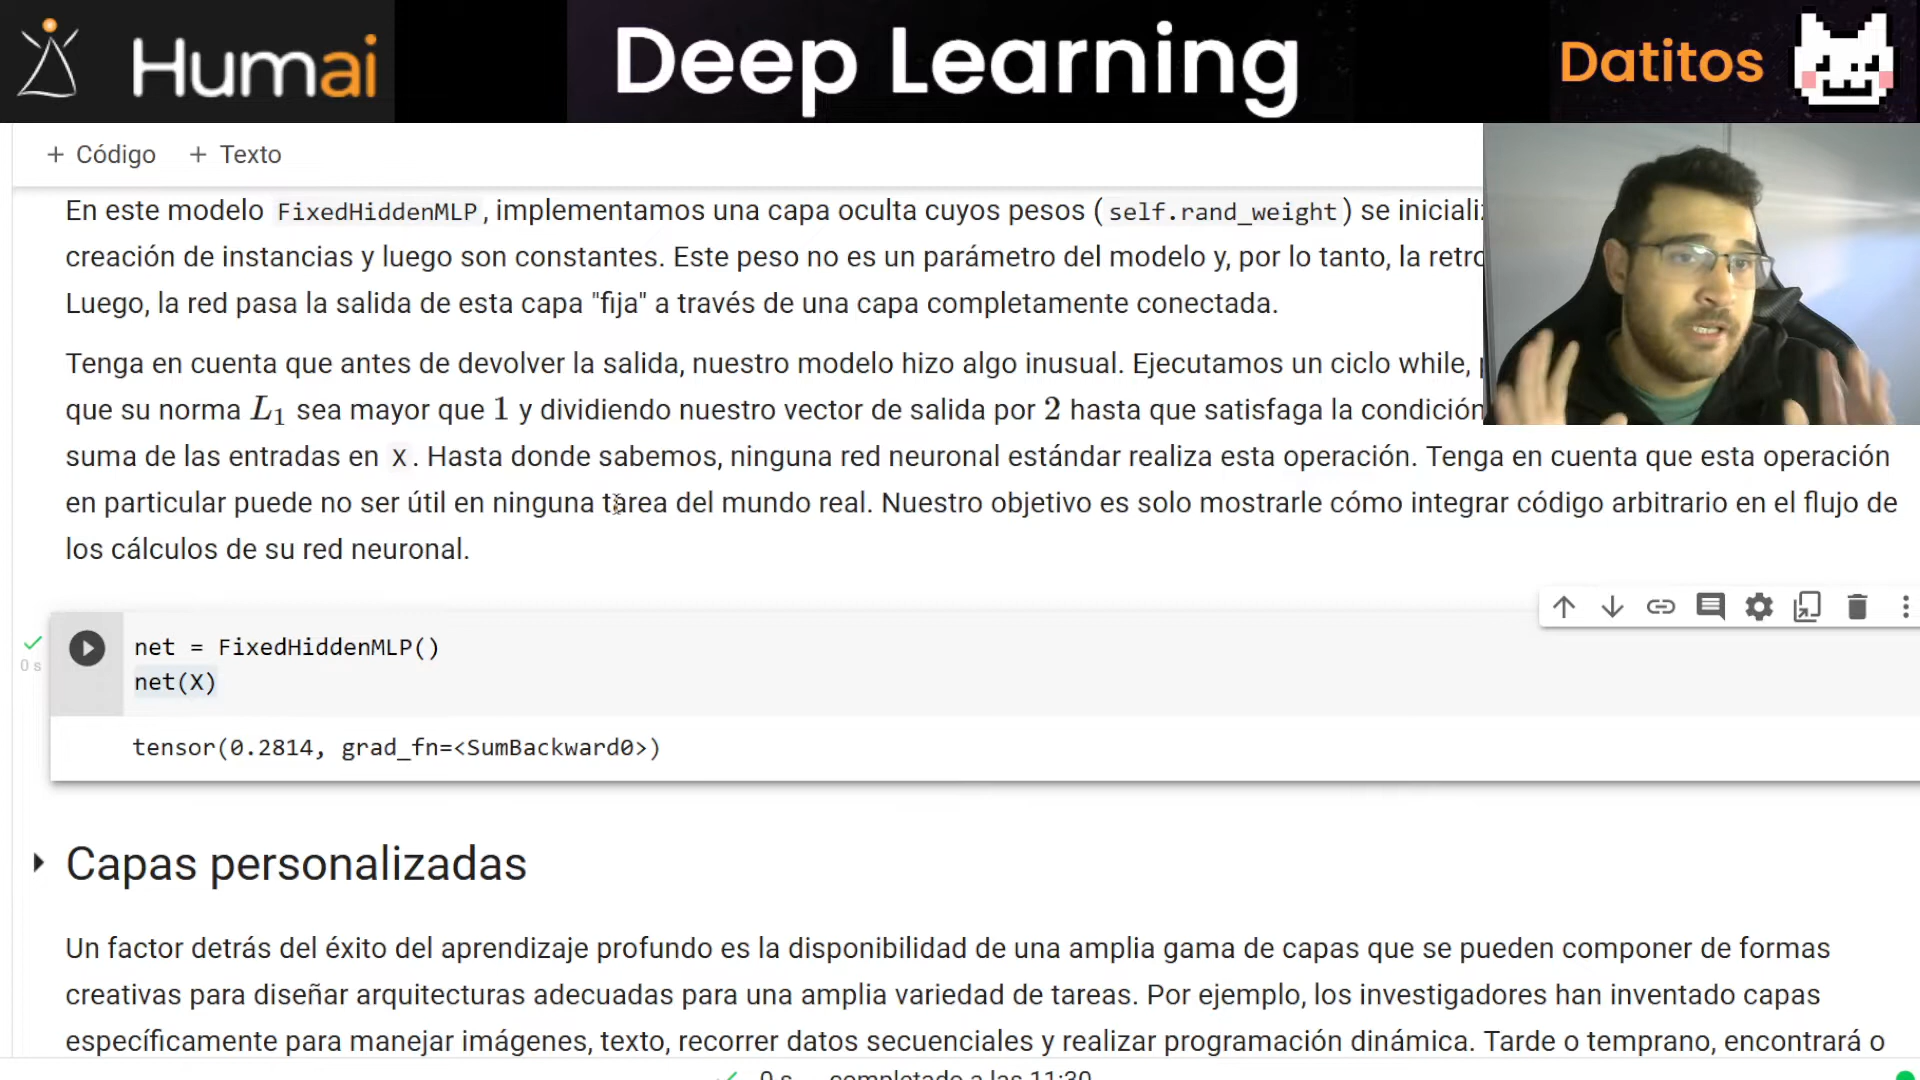 Humai
Deep Learning
Datitos
+ Código + Texto
En este modelo FixedHiddenMLP, implementamos una capa oculta cuyos pesos (self.rand_weight) se
creación de instancias y luego son constantes. Este peso no es un parámetro del modelo y, por lo tanto, la
Luego, la red pasa la salida de esta capa "fija" a través de una capa completamente conectada.
Tenga en cuenta que antes de devolver la salida, nuestro modelo hizo algo inusual. Ejecutamos un ciclo while,
que su norma L₁ sea mayor que 1 y dividiendo nuestro vector de salida por 2 hasta que satisfaga la condición
suma de las entradas en X. Hasta donde sabemos, ninguna red neuronal estándar realiza esta operación. Tenga en cuenta que esta operación
en particular puede no ser útil en ninguna tarea del mundo real. Nuestro objetivo es solo mostrarle cómo integrar código arbitrario en el flujo de
los cálculos de su red neuronal.
0 s
net = FixedHiddenMLP()
net(X)
tensor(0.2814, grad_fn=<SumBackward0>)
Capas personalizadas
Un factor detrás del éxito del aprendizaje profundo es la disponibilidad de una amplia gama de capas que se pueden componer de formas
creativas para diseñar arquitecturas adecuadas para una amplia variedad de tareas. Por ejemplo, los investigadores han inventado capas
específicamente para manejar imágenes, texto, recorrer datos secuenciales y realizar programación dinámica. Tarde o temprano, encontrará o
0 s completado a las 11:30